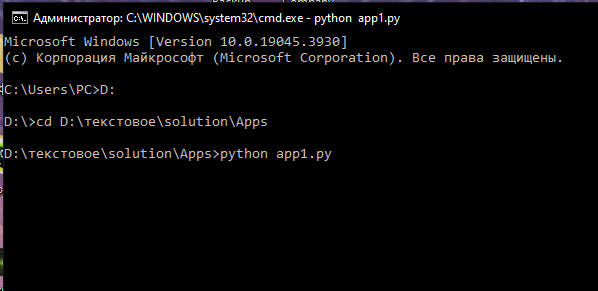 Администратор: C:\WINDOWS\system32\cmd.exe - python app1.py
Microsoft Windows [Version 10.0.19045.3930]
(c) Корпорация Майкрософт (Microsoft Corporation). Все права защищены.
C:\Users\PC>D:
D:\>cd D:\текстовое\solution\Apps
D:\текстовое\solution\Apps>python app1.py